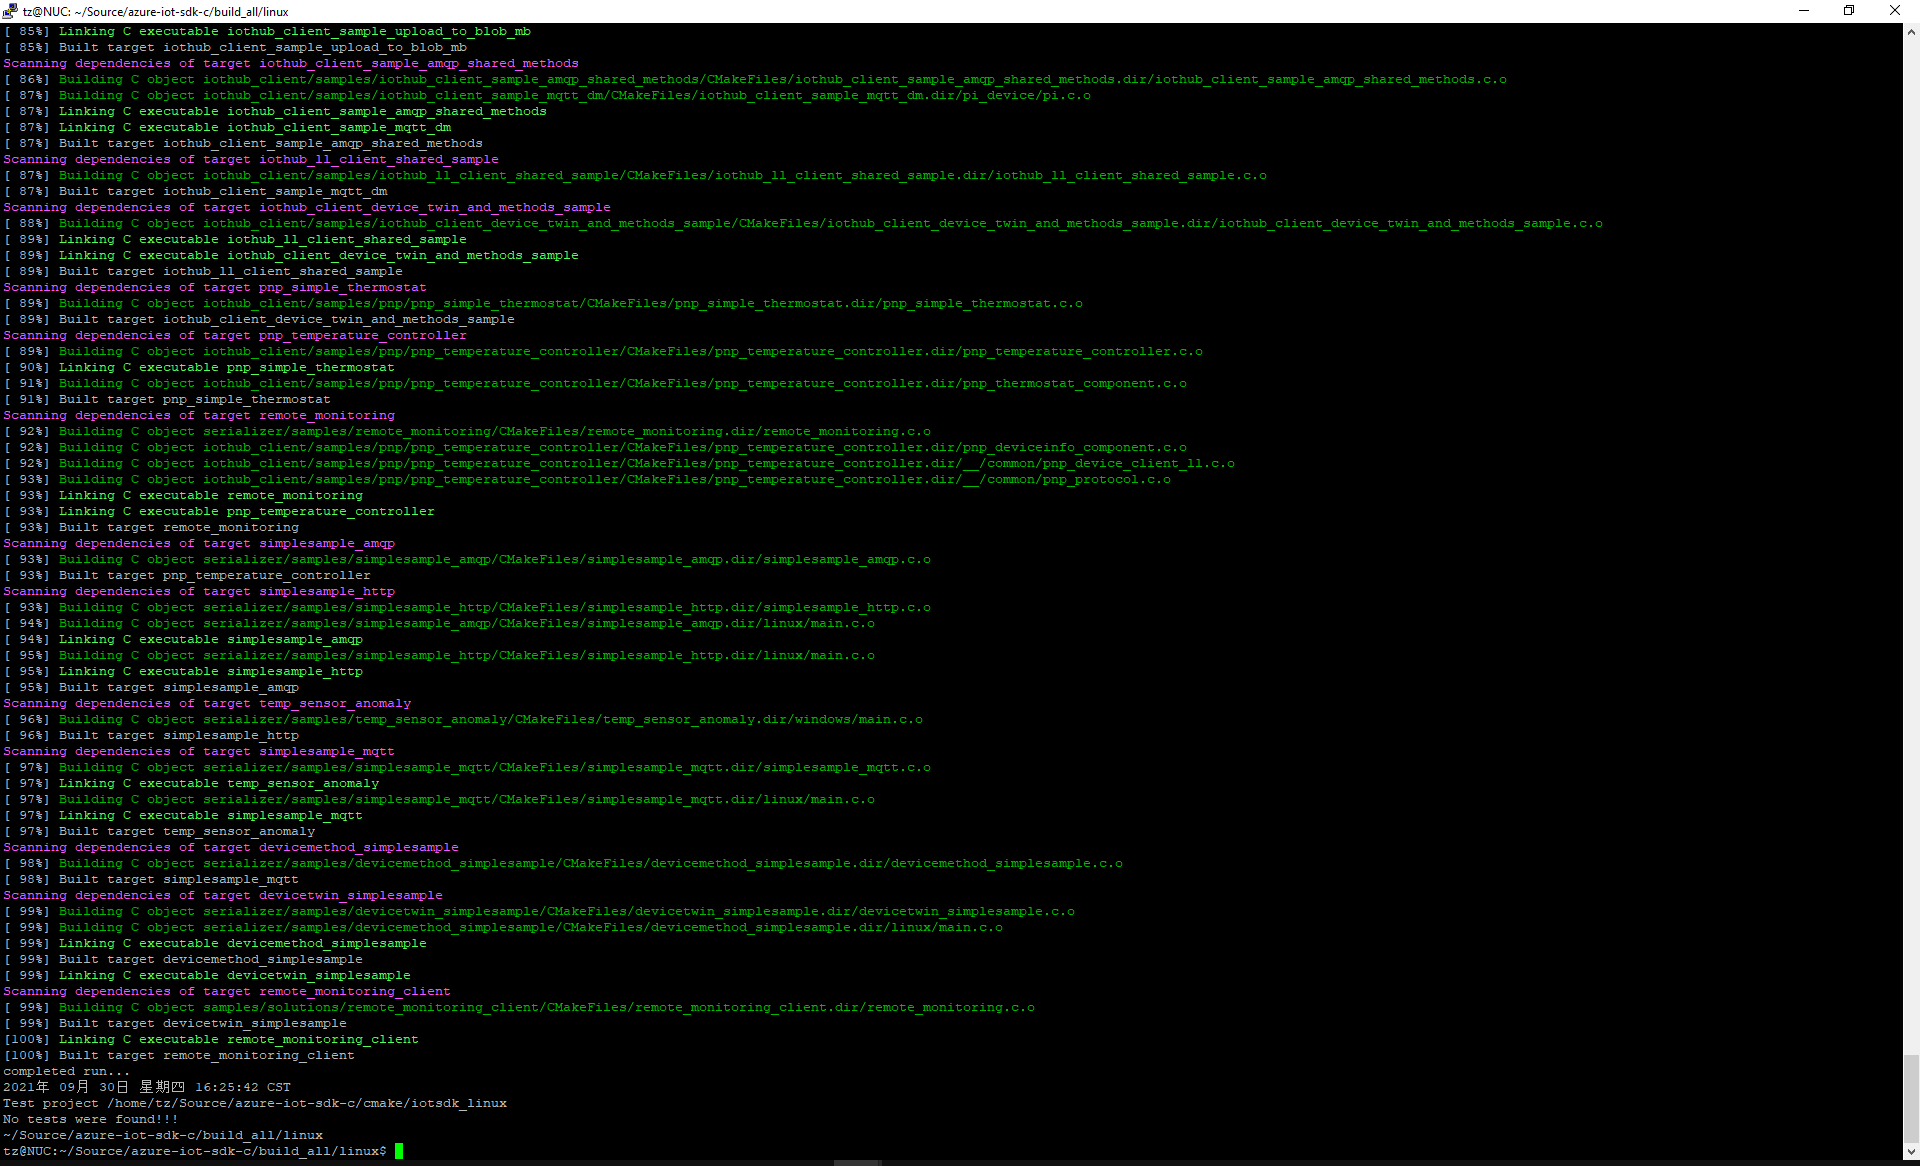 tz@NUC: ~/Source/azure-iot-sdk-c/build_all/linux
[ 85%] Linking C executable iothub_client_sample_upload_to_blob_mb
[ 85%] Built target iothub_client_sample_upload_to_blob_mb
Scanning dependencies of target iothub_client_sample_amqp_shared_methods
[ 86%] Building C object iothub_client/samples/iothub_client_sample_amqp_shared_methods/CMakeFiles/iothub_client_sample_amqp_shared_methods.dir/iothub_client_sample_amqp_shared_methods.c.o
[ 87%] Building C object iothub_client/samples/iothub_client_sample_mqtt_dm/CMakeFiles/iothub_client_sample_mqtt_dm.dir/pi_device/pi.c.o
[ 87%] Linking C executable iothub_client_sample_amqp_shared_methods
[ 87%] Linking C executable iothub_client_sample_mqtt_dm
[ 87%] Built target iothub_client_sample_amqp_shared_methods
Scanning dependencies of target iothub_ll_client_shared_sample
[ 87%] Building C object iothub_client/samples/iothub_ll_client_shared_sample/CMakeFiles/iothub_ll_client_shared_sample.dir/iothub_ll_client_shared_sample.c.o
[ 87%] Built target iothub_client_sample_mqtt_dm
Scanning dependencies of target iothub_client_device_twin_and_methods_sample
[ 88%] Building C object iothub_client/samples/iothub_client_device_twin_and_methods_sample/CMakeFiles/iothub_client_device_twin_and_methods_sample.dir/iothub_client_device_twin_and_methods_sample.c.o
[ 89%] Linking C executable iothub_ll_client_shared_sample
[ 89%] Linking C executable iothub_client_device_twin_and_methods_sample
[ 89%] Built target iothub_ll_client_shared_sample
Scanning dependencies of target pnp_simple_thermostat
[ 89%] Building C object iothub_client/samples/pnp/pnp_simple_thermostat/CMakeFiles/pnp_simple_thermostat.dir/pnp_simple_thermostat.c.o
[ 89%] Built target iothub_client_device_twin_and_methods_sample
Scanning dependencies of target pnp_temperature_controller
[ 89%] Building C object iothub_client/samples/pnp/pnp_temperature_controller/CMakeFiles/pnp_temperature_controller.dir/pnp_temperature_controller.c.o
[ 90%] Linking C executable pnp_simple_thermostat
[ 91%] Building C object iothub_client/samples/pnp/pnp_temperature_controller/CMakeFiles/pnp_temperature_controller.dir/pnp_thermostat_component.c.o
[ 91%] Built target pnp_simple_thermostat
Scanning dependencies of target remote_monitoring
[ 92%] Building C object serializer/samples/remote_monitoring/CMakeFiles/remote_monitoring.dir/remote_monitoring.c.o
[ 92%] Building C object iothub_client/samples/pnp/pnp_temperature_controller/CMakeFiles/pnp_temperature_controller.dir/pnp_deviceinfo_component.c.o
[ 92%] Building C object iothub_client/samples/pnp/pnp_temperature_controller/CMakeFiles/pnp_temperature_controller.dir/__/common/pnp_device_client_ll.c.o
[ 93%] Building C object iothub_client/samples/pnp/pnp_temperature_controller/CMakeFiles/pnp_temperature_controller.dir/__/common/pnp_protocol.c.o
[ 93%] Linking C executable remote_monitoring
[ 93%] Linking C executable pnp_temperature_controller
[ 93%] Built target remote_monitoring
Scanning dependencies of target simplesample_amqp
[ 93%] Building C object serializer/samples/simplesample_amqp/CMakeFiles/simplesample_amqp.dir/simplesample_amqp.c.o
[ 93%] Built target pnp_temperature_controller
Scanning dependencies of target simplesample_http
[ 93%] Building C object serializer/samples/simplesample_http/CMakeFiles/simplesample_http.dir/simplesample_http.c.o
[ 94%] Building C object serializer/samples/simplesample_amqp/CMakeFiles/simplesample_amqp.dir/linux/main.c.o
[ 94%] Linking C executable simplesample_amqp
[ 95%] Building C object serializer/samples/simplesample_http/CMakeFiles/simplesample_http.dir/linux/main.c.o
[ 95%] Linking C executable simplesample_http
[ 95%] Built target simplesample_amqp
Scanning dependencies of target temp_sensor_anomaly
[ 96%] Building C object serializer/samples/temp_sensor_anomaly/CMakeFiles/temp_sensor_anomaly.dir/windows/main.c.o
[ 96%] Built target simplesample_http
Scanning dependencies of target simplesample_mqtt
[ 97%] Building C object serializer/samples/simplesample_mqtt/CMakeFiles/simplesample_mqtt.dir/simplesample_mqtt.c.o
[ 97%] Linking C executable temp_sensor_anomaly
[ 97%] Building C object serializer/samples/simplesample_mqtt/CMakeFiles/simplesample_mqtt.dir/linux/main.c.o
[ 97%] Linking C executable simplesample_mqtt
[ 97%] Built target temp_sensor_anomaly
Scanning dependencies of target devicemethod_simplesample
[ 98%] Building C object serializer/samples/devicemethod_simplesample/CMakeFiles/devicemethod_simplesample.dir/devicemethod_simplesample.c.o
[ 98%] Built target simplesample_mqtt
Scanning dependencies of target devicetwin_simplesample
[ 99%] Building C object serializer/samples/devicetwin_simplesample/CMakeFiles/devicetwin_simplesample.dir/devicetwin_simplesample.c.o
[ 99%] Building C object serializer/samples/devicemethod_simplesample/CMakeFiles/devicemethod_simplesample.dir/linux/main.c.o
[ 99%] Linking C executable devicemethod_simplesample
[ 99%] Built target devicemethod_simplesample
[ 99%] Linking C executable devicetwin_simplesample
Scanning dependencies of target remote_monitoring_client
[ 99%] Building C object samples/solutions/remote_monitoring_client/CMakeFiles/remote_monitoring_client.dir/remote_monitoring.c.o
[ 99%] Built target devicetwin_simplesample
[100%] Linking C executable remote_monitoring_client
[100%] Built target remote_monitoring_client
completed run...
2021年 09月 30日 星期四 16:25:42 CST
Test project /home/tz/Source/azure-iot-sdk-c/cmake/iotsdk_linux
No tests were found!!!
~/Source/azure-iot-sdk-c/build_all/linux
tz@NUC:~/Source/azure-iot-sdk-c/build_all/linux$